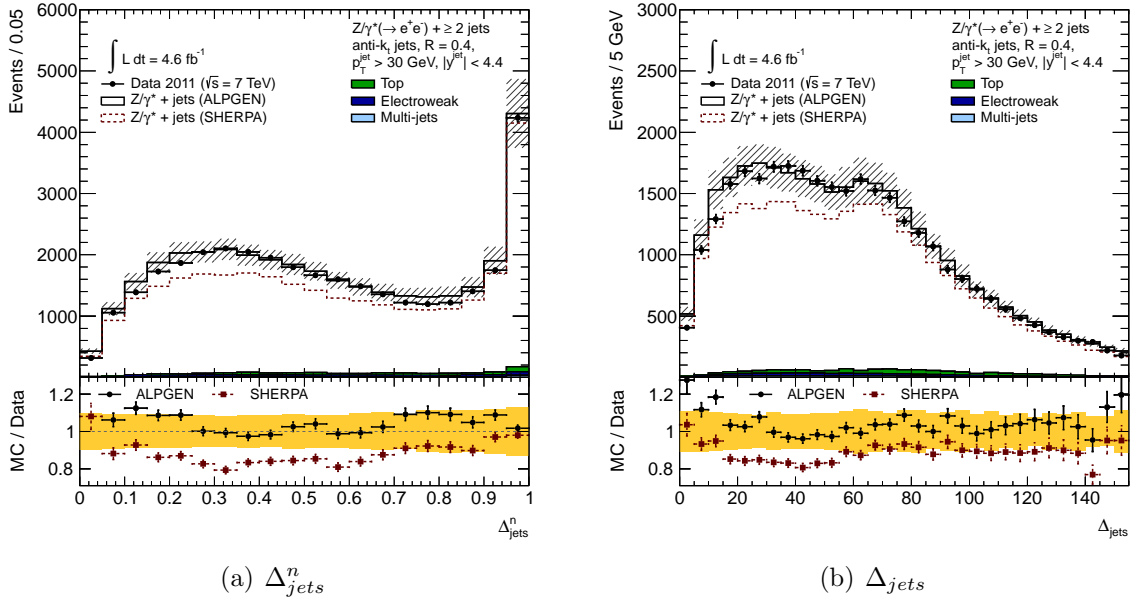 Events / 0.05
6000
5000
4000
3000
2000
1000
∫ L dt = 4.6 fb⁻¹
Z/γ*(→ e⁺e⁻) + ≥ 2 jets
anti-kₜ jets, R = 0.4,
p_T^jet > 30 GeV, |y^jet| < 4.4
Data 2011 (√s = 7 TeV)
Z/γ* + jets (ALPGEN)
Z/γ* + jets (SHERPA)
Top
Electroweak
Multi-jets
MC / Data
1.2
1
0.8
ALPGEN
SHERPA
0 0.1 0.2 0.3 0.4 0.5 0.6 0.7 0.8 0.9 1
Δ^n_jets
(a) Δ^n_jets
Events / 5 GeV
3000
2500
2000
1500
1000
500
∫ L dt = 4.6 fb⁻¹
Z/γ*(→ e⁺e⁻) + ≥ 2 jets
anti-kₜ jets, R = 0.4,
p_T^jet > 30 GeV, |y^jet| < 4.4
Data 2011 (√s = 7 TeV)
Z/γ* + jets (ALPGEN)
Z/γ* + jets (SHERPA)
Top
Electroweak
Multi-jets
MC / Data
1.2
1
0.8
ALPGEN
SHERPA
0 20 40 60 80 100 120 140
Δ_jets
(b) Δ_jets